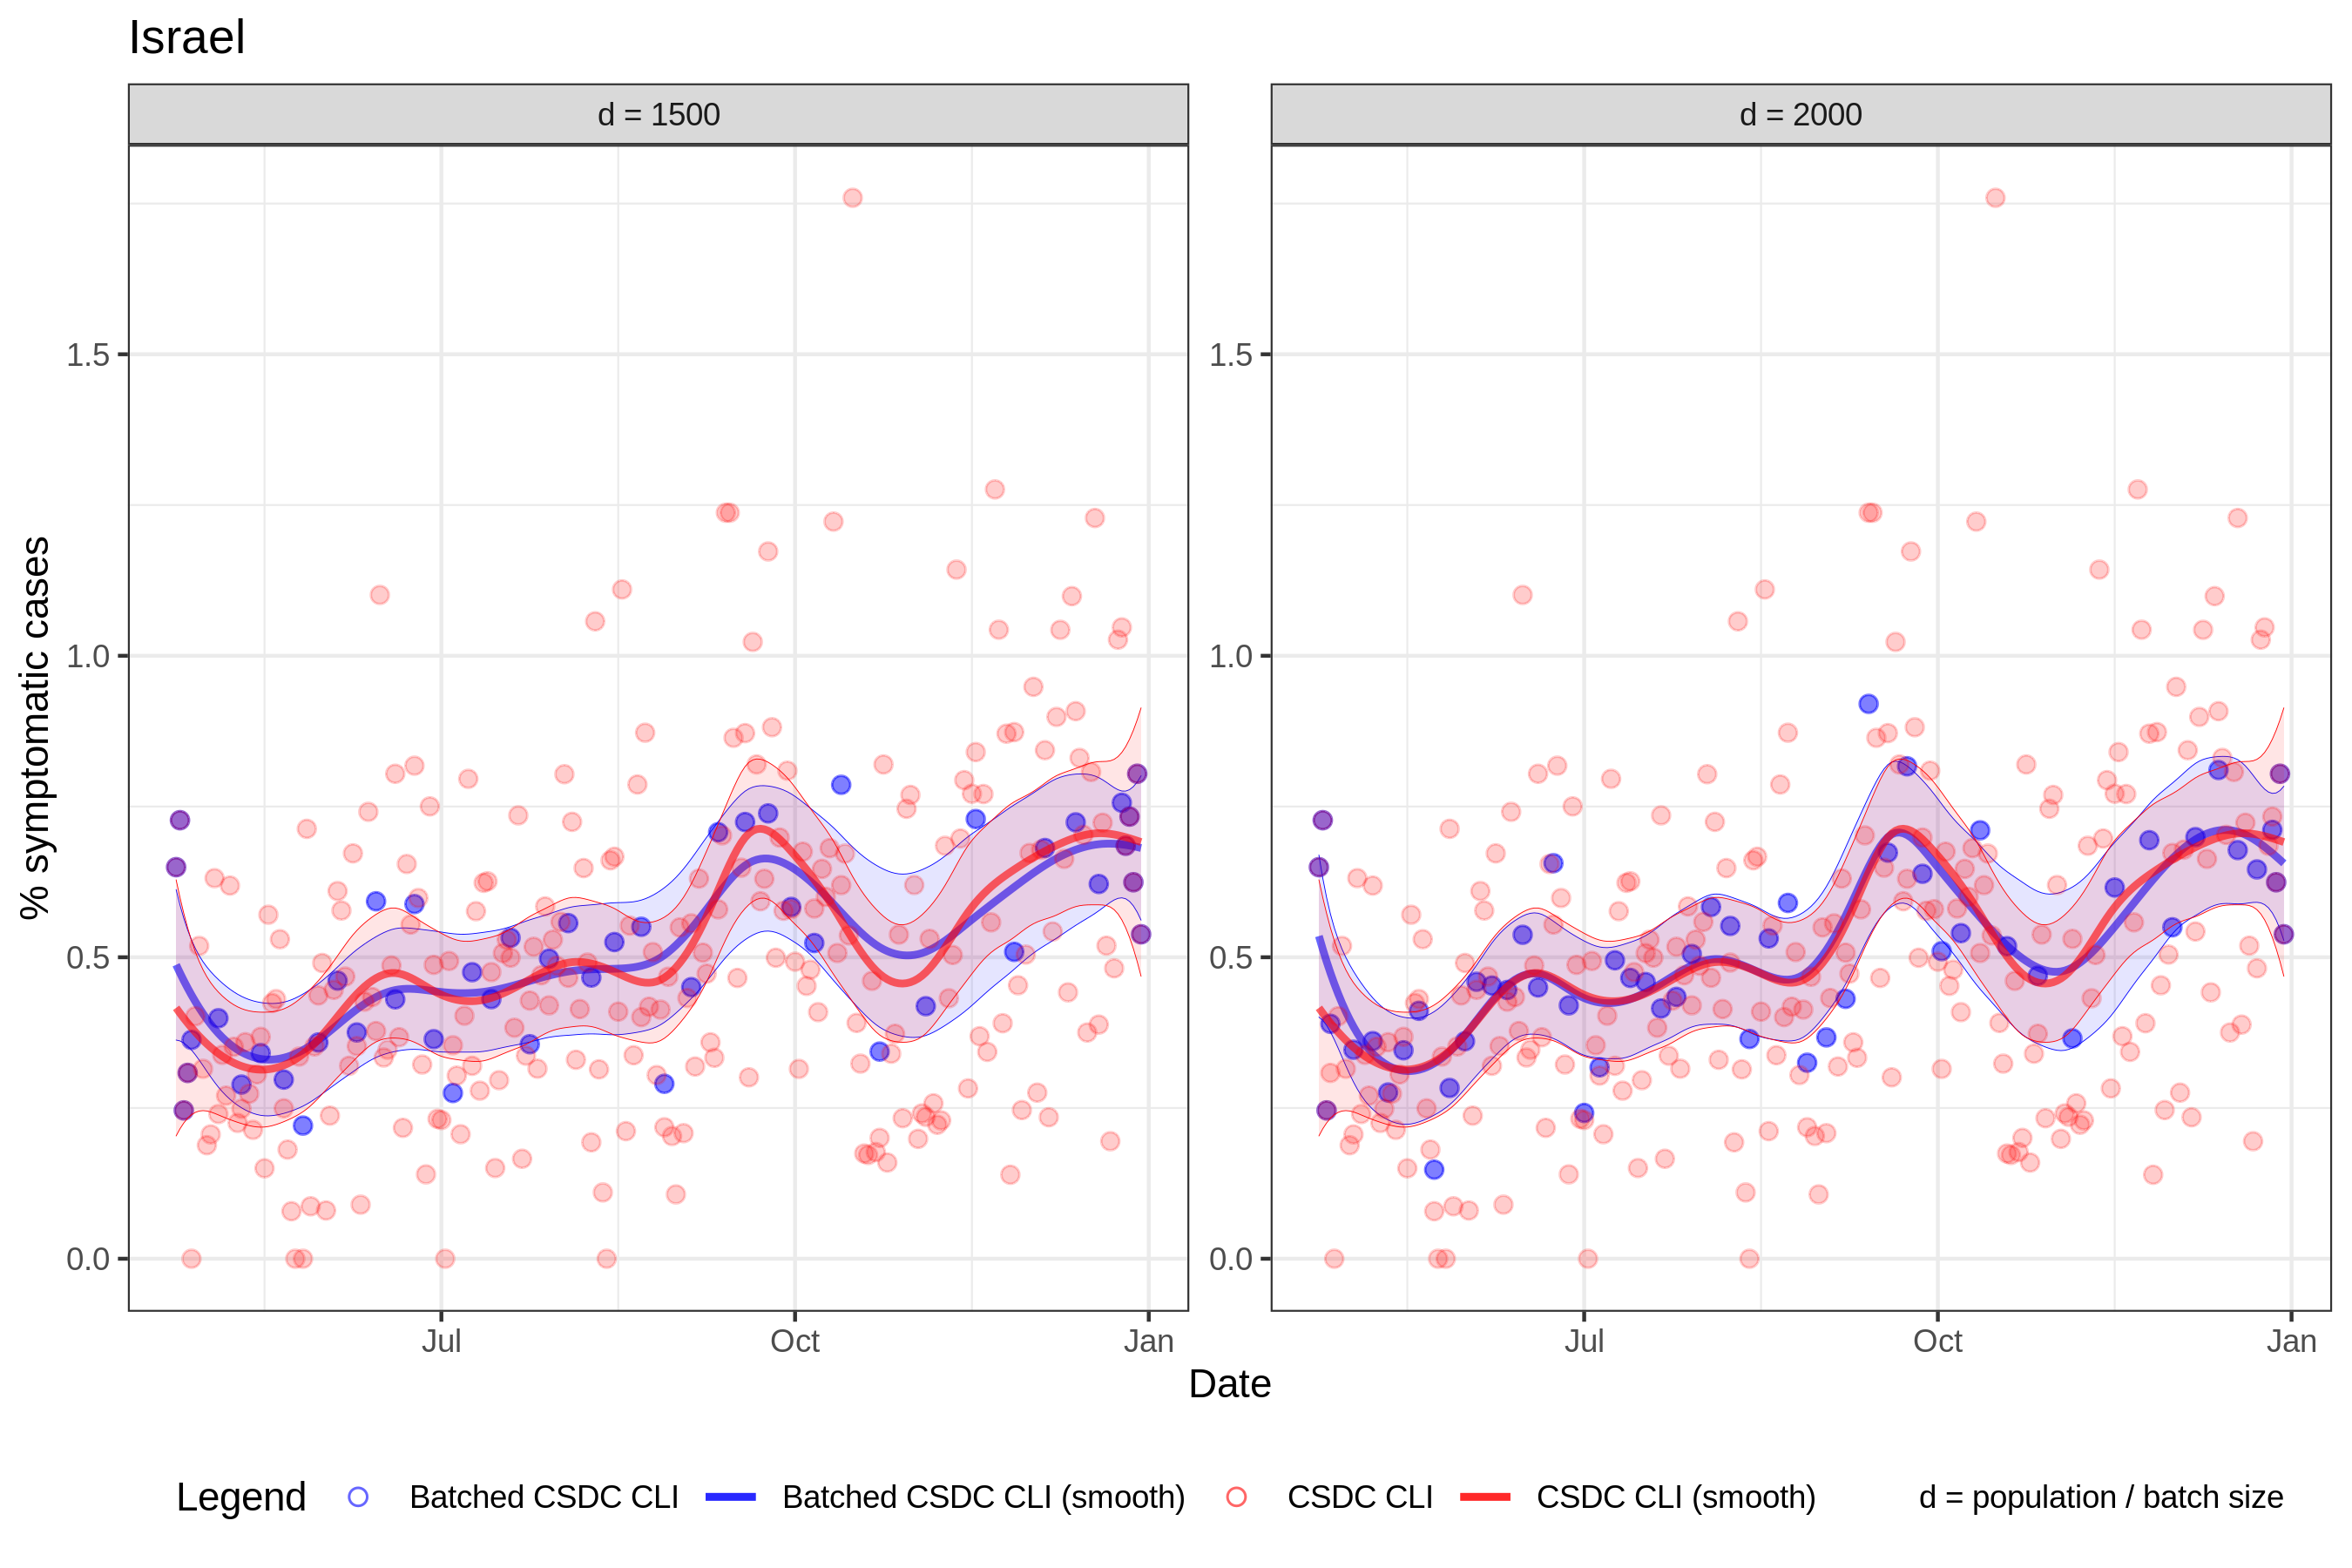 Israel
d = 1500
d = 2000
% symptomatic cases
1.5
1.0
0.5
0.0
1.5
1.0
0.5
0.0
Jul
Oct
Jan
Jul
Oct
Jan
Date
Legend
Batched CSDC CLI
Batched CSDC CLI (smooth)
CSDC CLI
CSDC CLI (smooth)
d = population / batch size